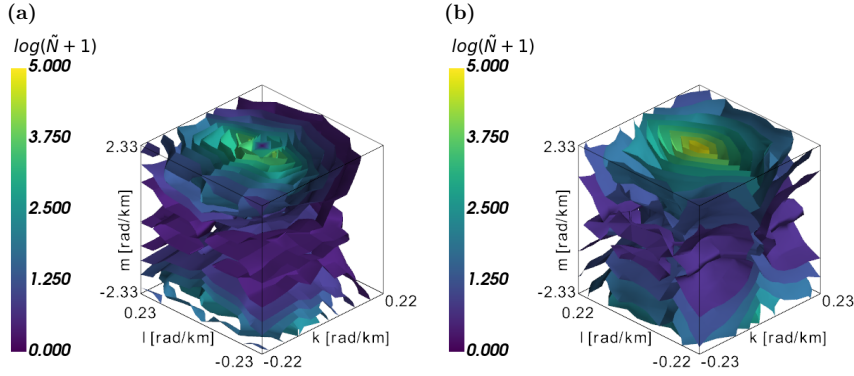 (a)
log(Ñ + 1)
5.000
3.750
2.500
1.250
0.000
2.33
m [rad/km]
-2.33
0.23
l [rad/km]
-0.23
-0.22
k [rad/km]
0.22
(b)
log(Ñ + 1)
5.000
3.750
2.500
1.250
0.000
2.33
m [rad/km]
-2.33
0.22
l [rad/km]
-0.22
-0.23
k [rad/km]
0.23